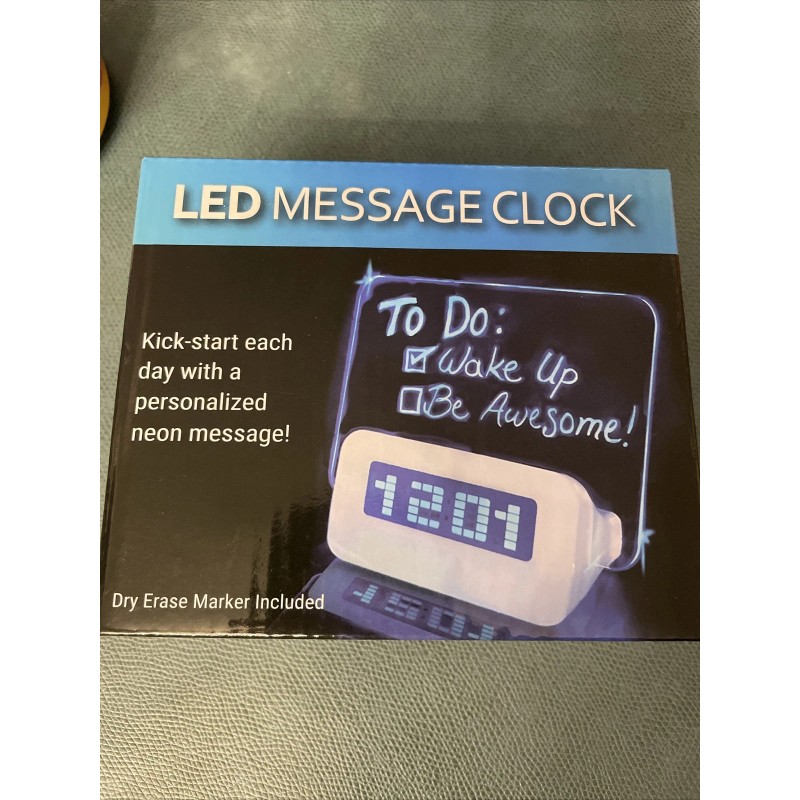 LED MESSAGE CLOCK
Kick-start each
day with a
personalized
neon message!
To Do:
Wake Up
Be Awesome!
12:01
Dry Erase Marker Included